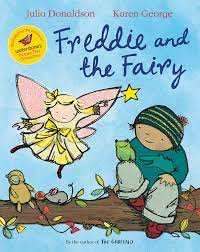 Julia Donaldson Karen George
Freddie and
the Fairy
By the author of THE GRUFFALO